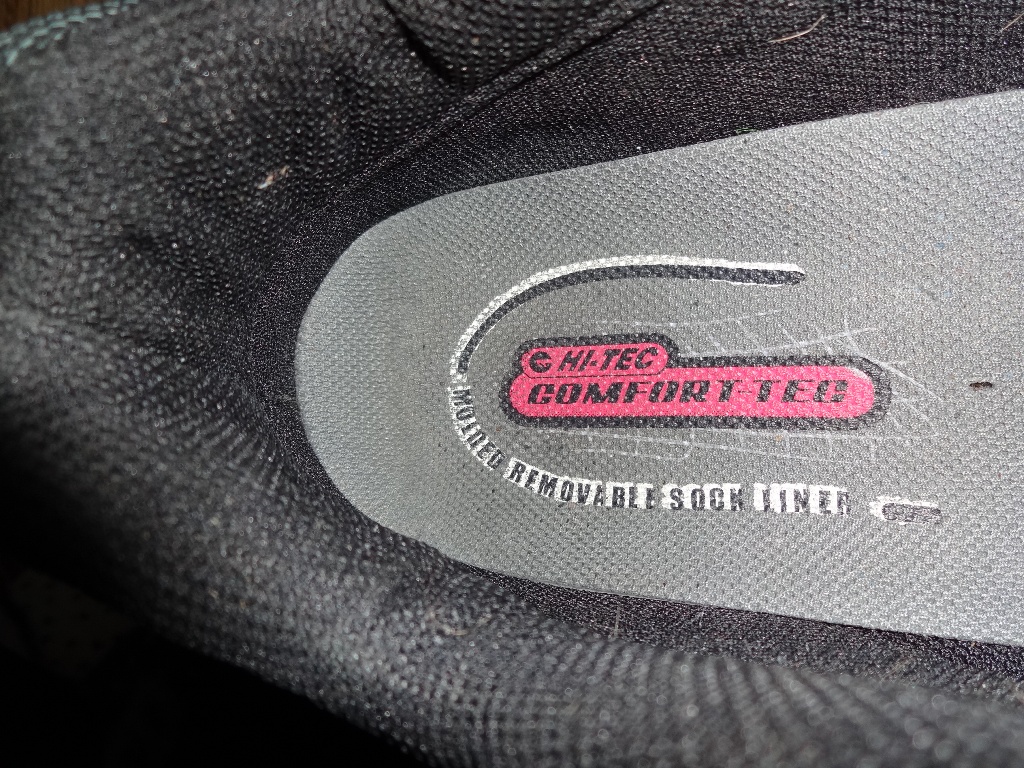 HI-TEC
COMFORT-TEC
MOLDED REMOVABLE SOCK LINER